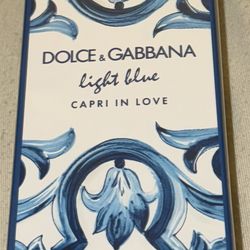 DOLCE & GABBANA
light blue
CAPRI IN LOVE